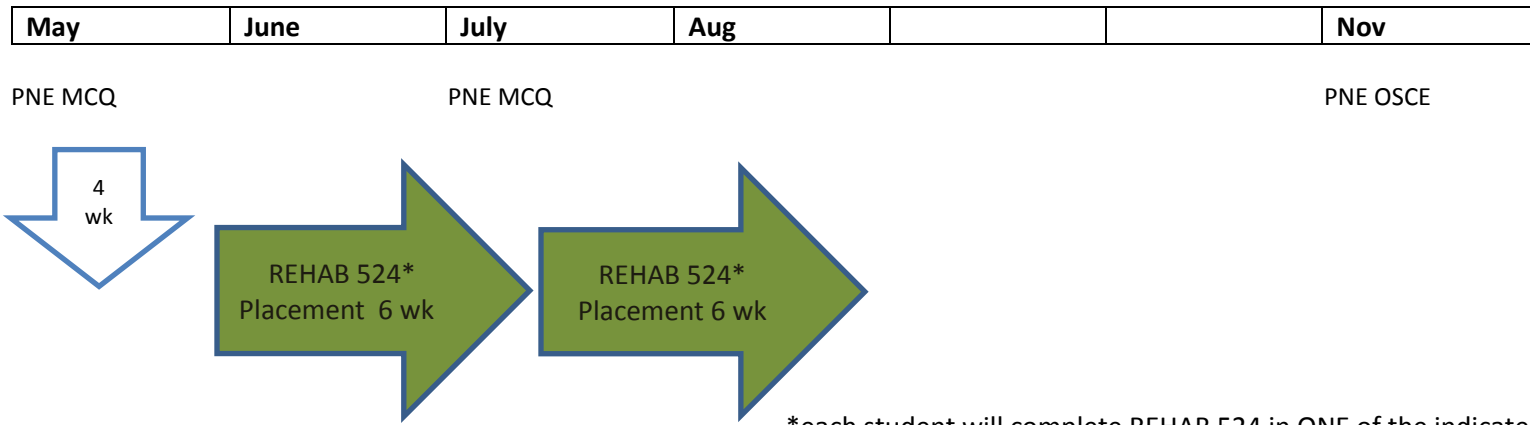 May June July Aug Nov
PNE MCQ PNE MCQ PNE OSCE
4
wk
REHAB 524*
Placement 6 wk
REHAB 524*
Placement 6 wk
*each student will complete REHAB 524 in ONE of the